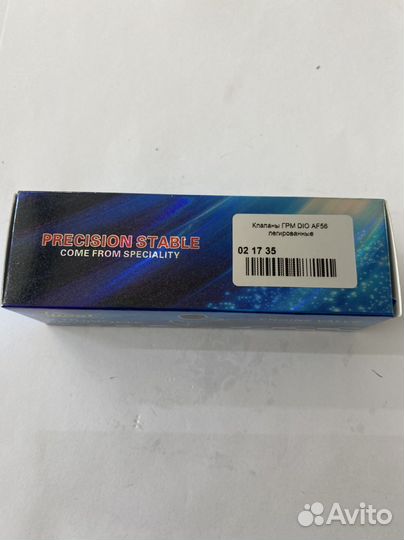 PRECISION STABLE
COME FROM SPECIALITY
Клапаны ГРМ DIO AF56
легированные
02 17 35
Avito